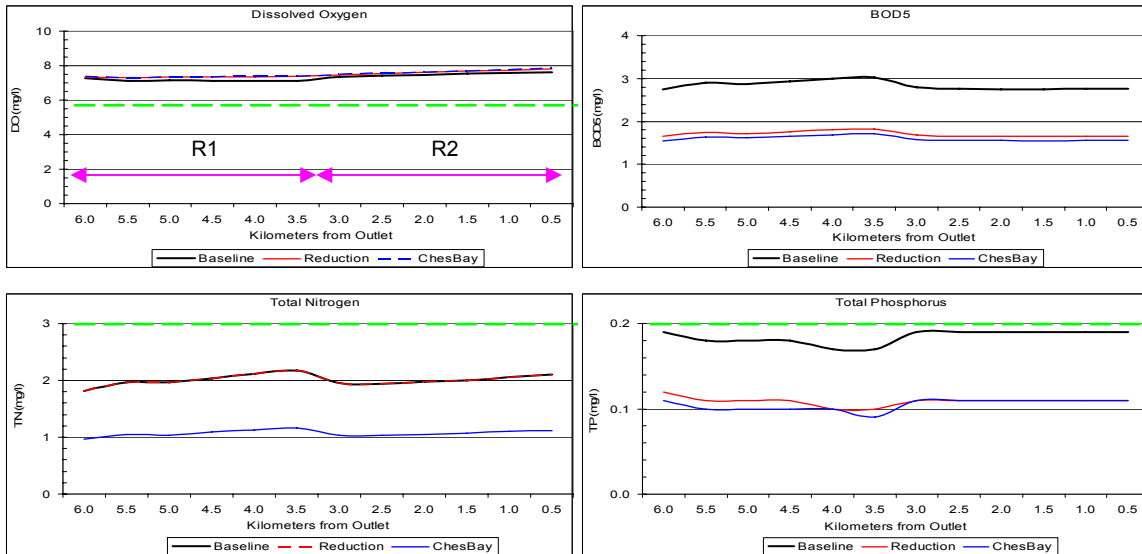 Dissolved Oxygen
10
8
6
4
2
0
DO(mg/l)
R1
R2
6.0 5.5 5.0 4.5 4.0 3.5 3.0 2.5 2.0 1.5 1.0 0.5
Kilometers from Outlet
Baseline Reduction ChesBay
BOD5
4
3
2
1
0
BOD5(mg/l)
6.0 5.5 5.0 4.5 4.0 3.5 3.0 2.5 2.0 1.5 1.0 0.5
Kilometers from Outlet
Baseline Reduction ChesBay
Total Nitrogen
3
2
1
0
TN(mg/l)
6.0 5.5 5.0 4.5 4.0 3.5 3.0 2.5 2.0 1.5 1.0 0.5
Kilometers from Outlet
Baseline Reduction ChesBay
Total Phosphorus
0.2
0.1
0.0
TP(mg/l)
6.0 5.5 5.0 4.5 4.0 3.5 3.0 2.5 2.0 1.5 1.0 0.5
Kilometers from Outlet
Baseline Reduction ChesBay